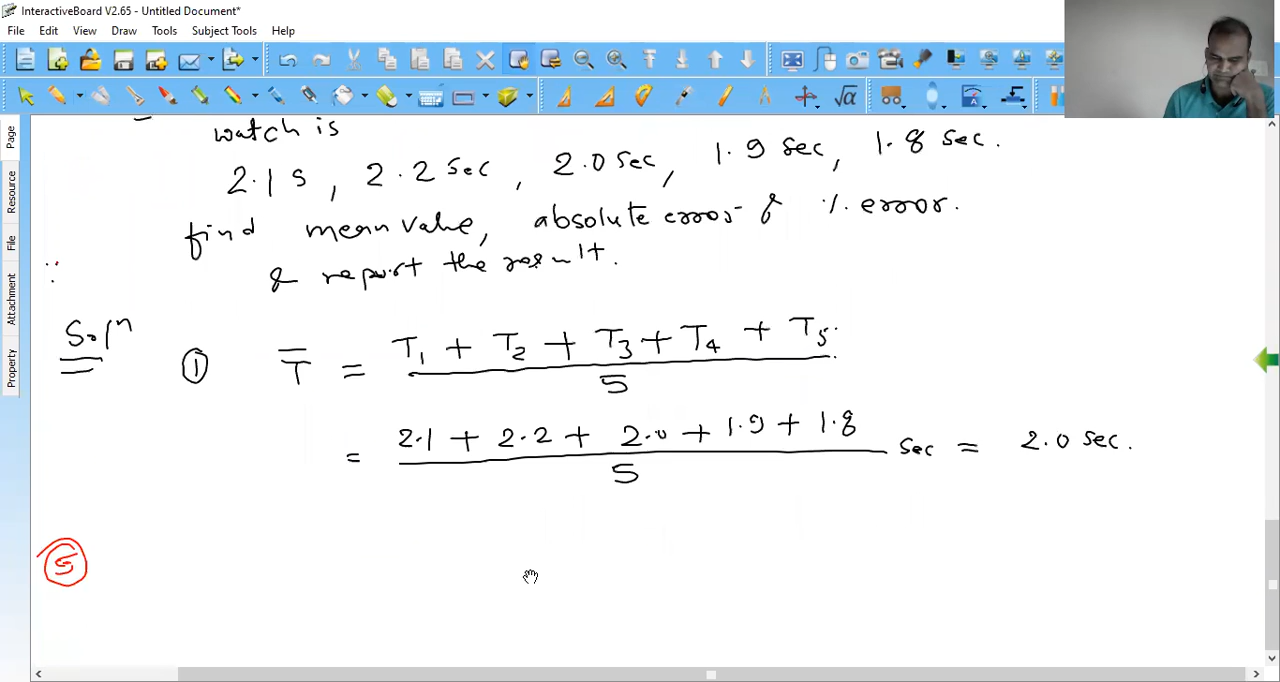 InteractiveBoard V2.65 - Untitled Document*
File Edit View Draw Tools Subject Tools Help
Page
Resource
File
Attachment
Property
watch is
2.1 s, 2.2 sec, 2.0 sec, 1.9 sec, 1.8 sec.
find mean value, absolute error & % error.
& report the result.
Solⁿ
① T̅ = (T₁ + T₂ + T₃ + T₄ + T₅) / 5
= (2.1 + 2.2 + 2.0 + 1.9 + 1.8) / 5 sec = 2.0 sec.
⑤